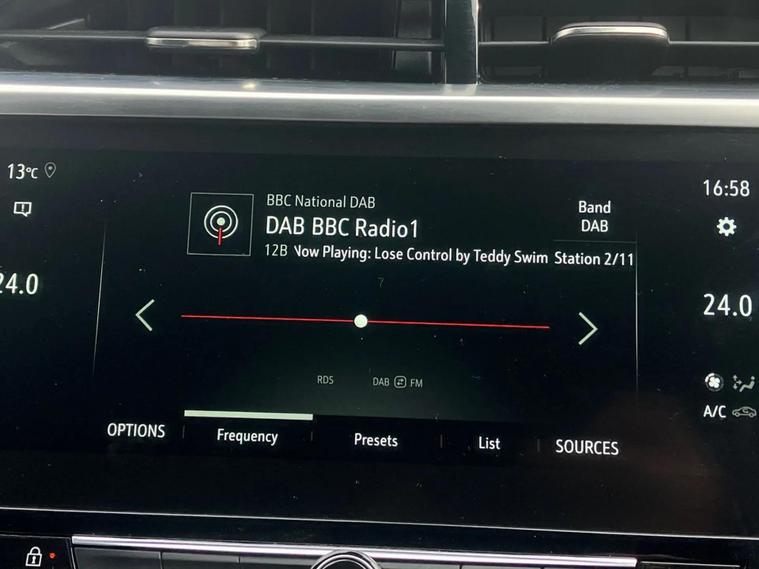 13°C
16:58
BBC National DAB
DAB BBC Radio1
12B Now Playing: Lose Control by Teddy Swim
Band
DAB
Station 2/11
24.0
7
24.0
RDS
DAB FM
A/C
OPTIONS
Frequency
Presets
List
SOURCES